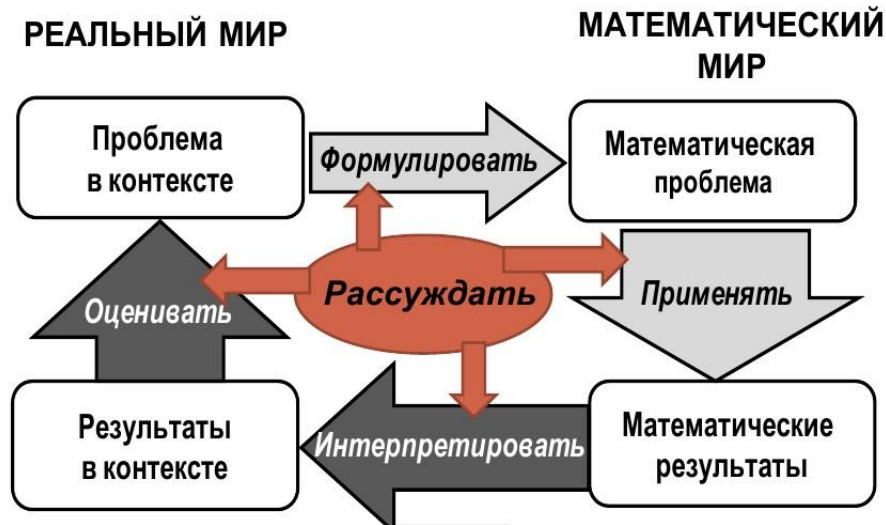 РЕАЛЬНЫЙ МИР
МАТЕМАТИЧЕСКИЙ
МИР
Проблема
в контексте
Формулировать
Математическая
проблема
Рассуждать
Оценивать
Применять
Результаты
в контексте
Интерпретировать
Математические
результаты